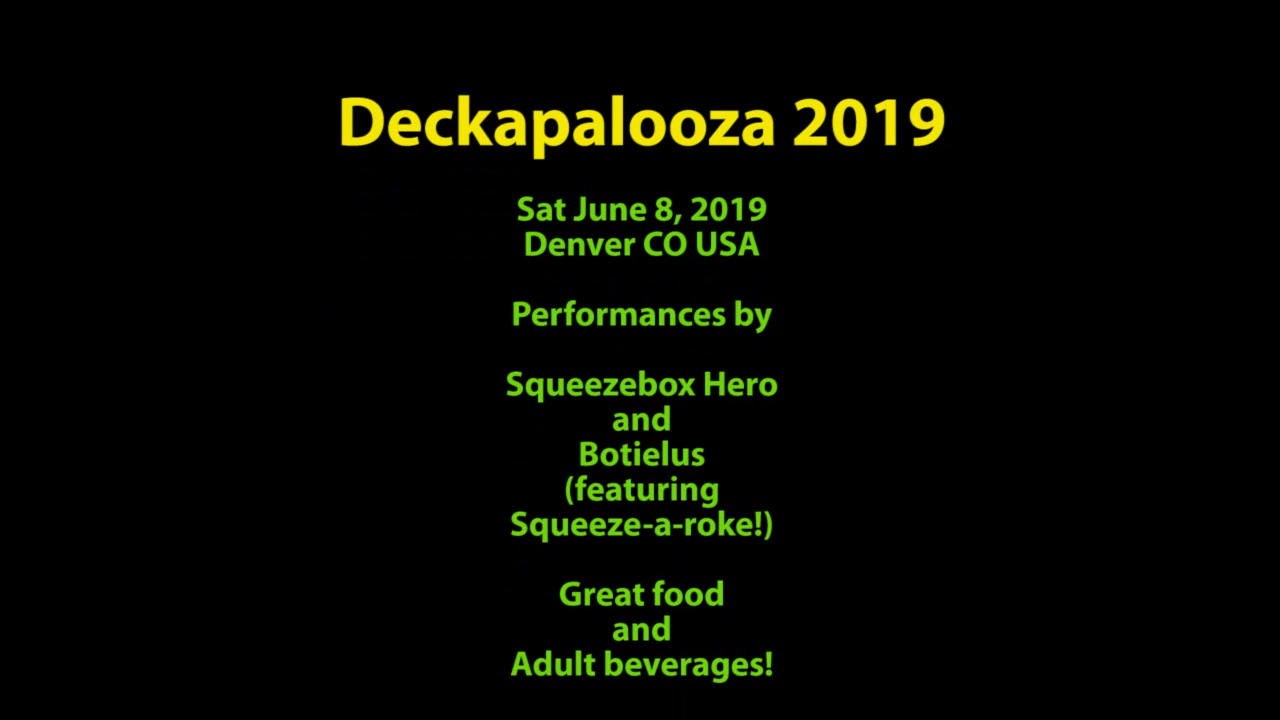 Deckapalooza 2019
Sat June 8, 2019
Denver CO USA
Performances by
Squeezebox Hero
and
Botielus
(featuring
Squeeze-a-roke!)
Great food
and
Adult beverages!